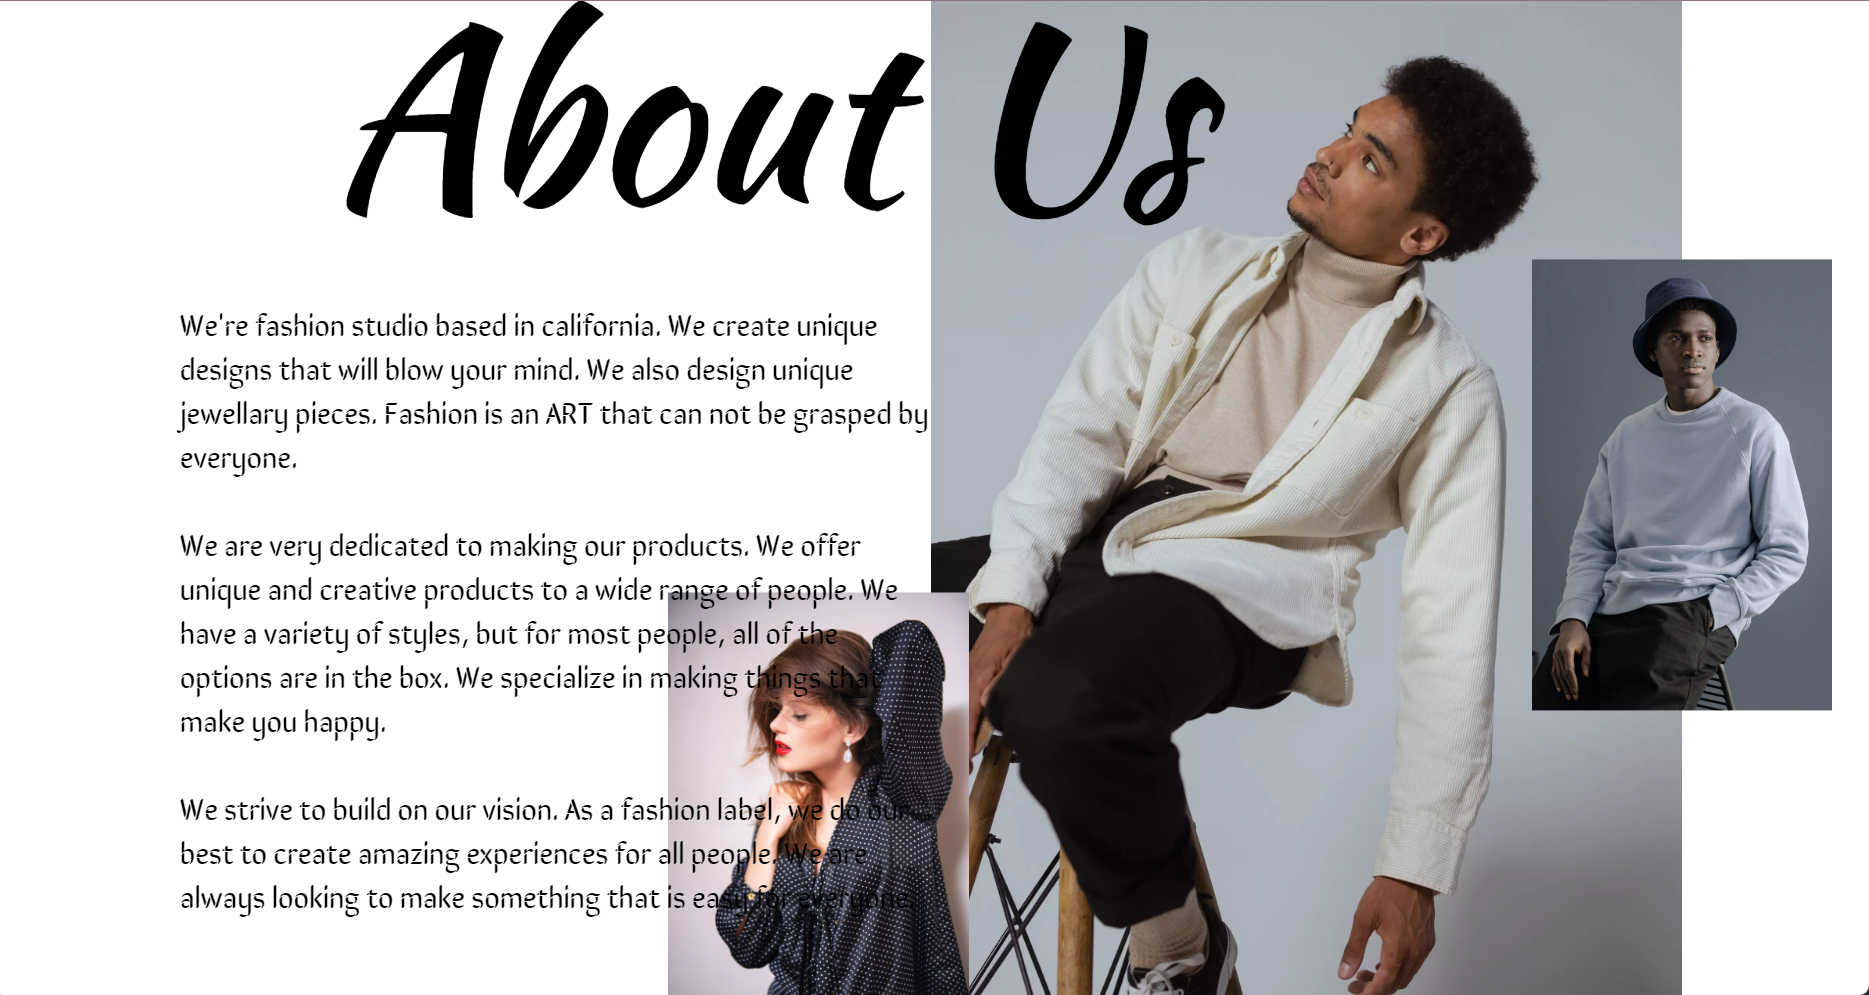 About Us
We're fashion studio based in california. We create unique
designs that will blow your mind. We also design unique
jewellary pieces. Fashion is an ART that can not be grasped by
everyone.
We are very dedicated to making our products. We offer
unique and creative products to a wide range of people. We
have a variety of styles, but for most people, all of the
options are in the box. We specialize in making things that
make you happy.
We strive to build on our vision. As a fashion label, we do our
best to create amazing experiences for all people. We are
always looking to make something that is easy for everyone.